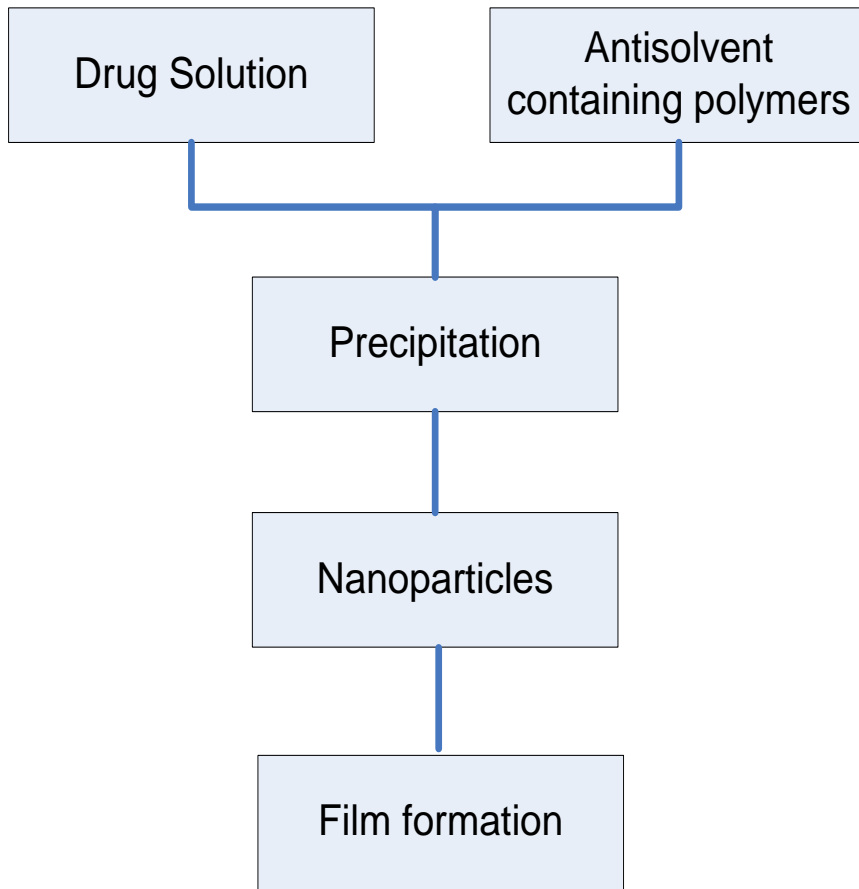 Drug Solution
Antisolvent
containing polymers
Precipitation
Nanoparticles
Film formation